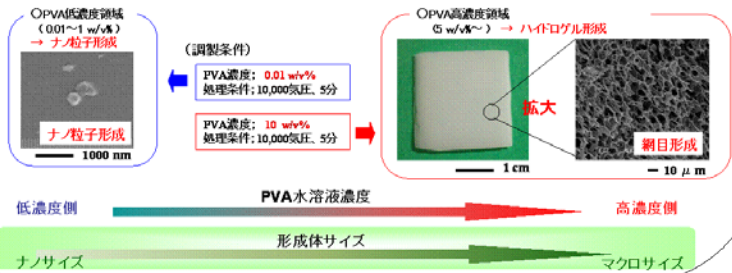 OPVA低濃度領域
(0.01～1 w/v%)
→ ナノ粒子形成
ナノ粒子形成
1000 nm
(調製条件)
PVA濃度; 0.01 w/v%
処理条件;10,000気圧、5分
PVA濃度; 10 w/v%
処理条件;10,000気圧、5分
OPVA高濃度領域
(5 w/v%～) → ハイドロゲル形成
拡大
1 cm
網目形成
10 μm
低濃度側
PVA水溶液濃度
高濃度側
ナノサイズ
形成体サイズ
マクロサイズ